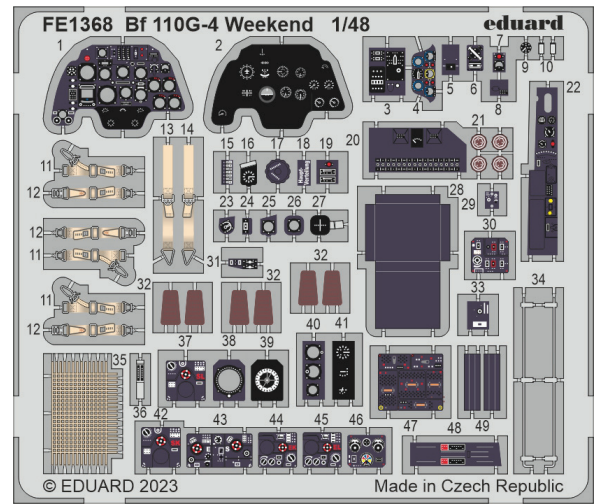 FE1368 Bf 110G-4 Weekend 1/48 eduard
1 2 3 4 5 6 7 8 9 10
11 12 13 14 15 16 17 18 19 20 21 22
12 11 23 24 25 26 27 28 29 30
11 12 31 32 32 32 33 34
35 36 37 38 39 40 41
42 43 44 45 46 47 48 49
© EDUARD 2023 Made in Czech Republic